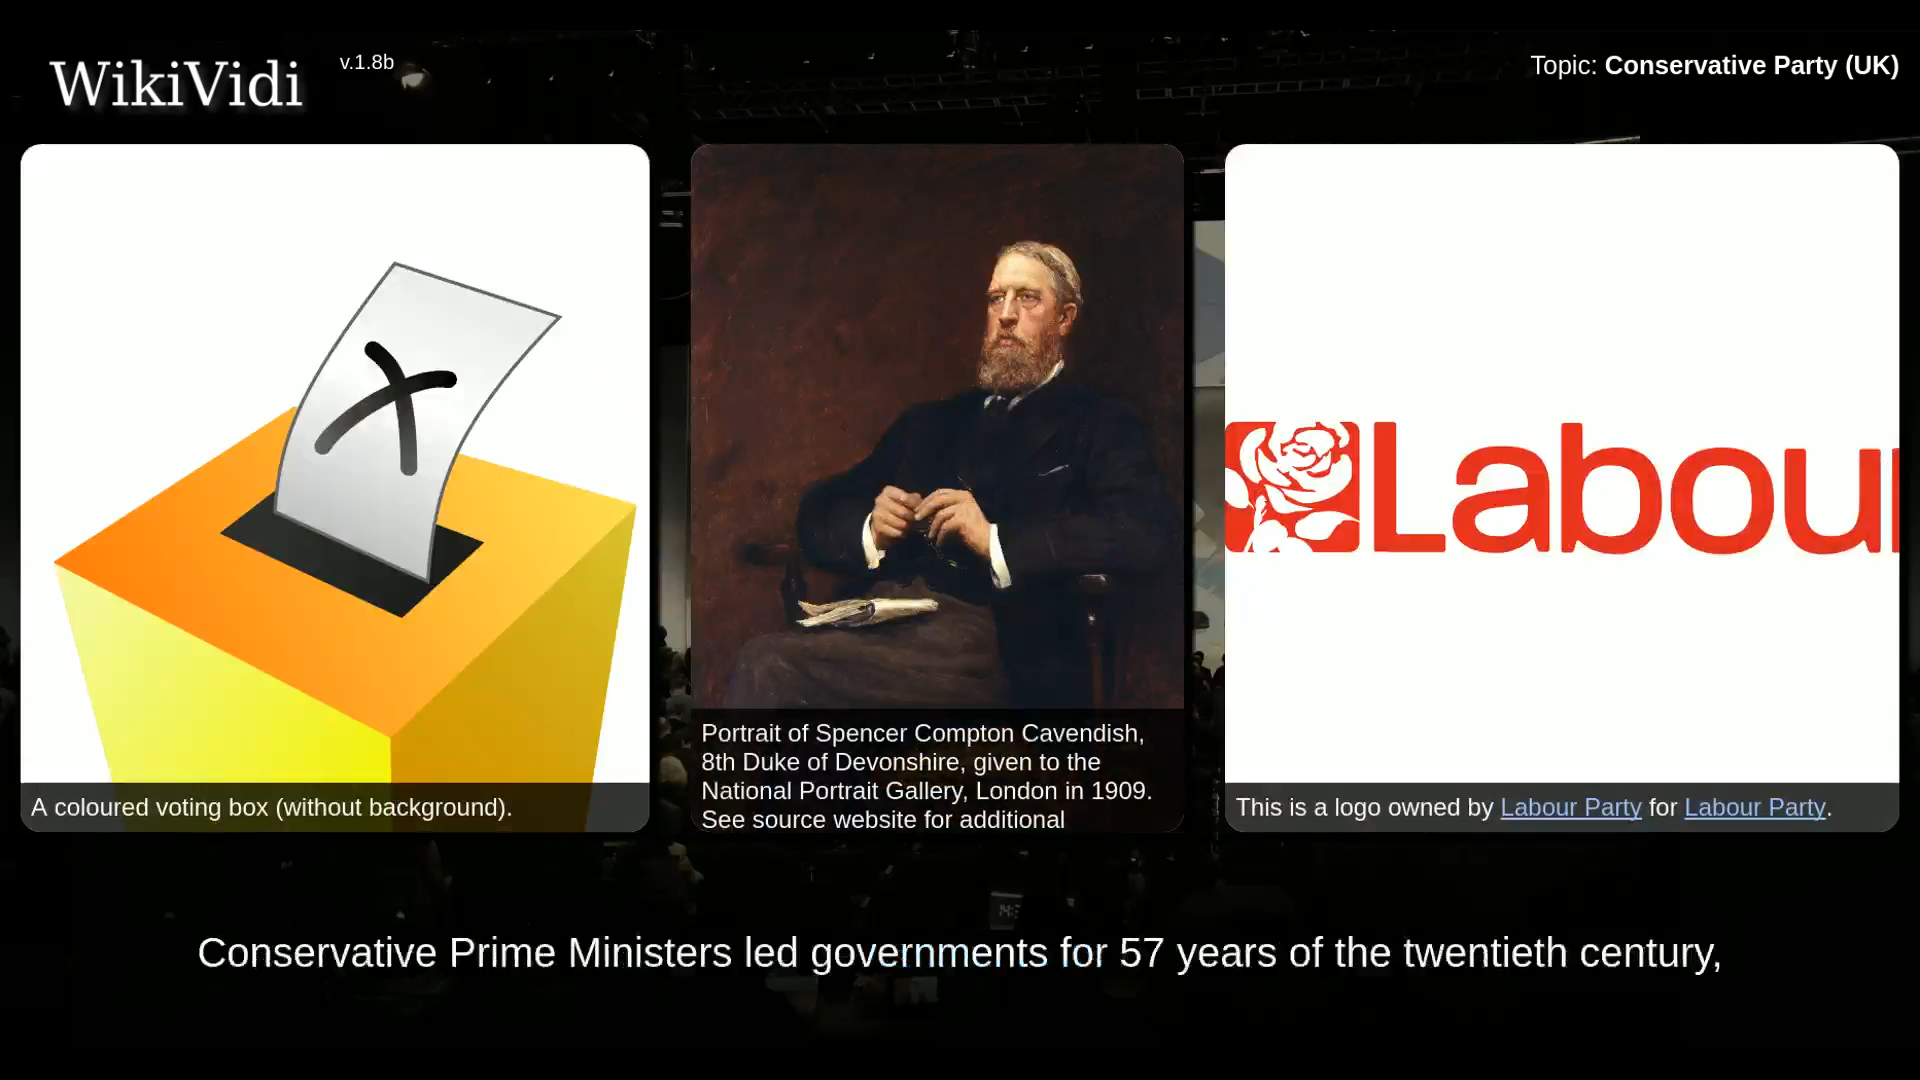 WikiVidi
v.1.8b
Topic: Conservative Party (UK)
A coloured voting box (without background).
Portrait of Spencer Compton Cavendish,
8th Duke of Devonshire, given to the
National Portrait Gallery, London in 1909.
See source website for additional
Labour
This is a logo owned by Labour Party for Labour Party.
Conservative Prime Ministers led governments for 57 years of the twentieth century,